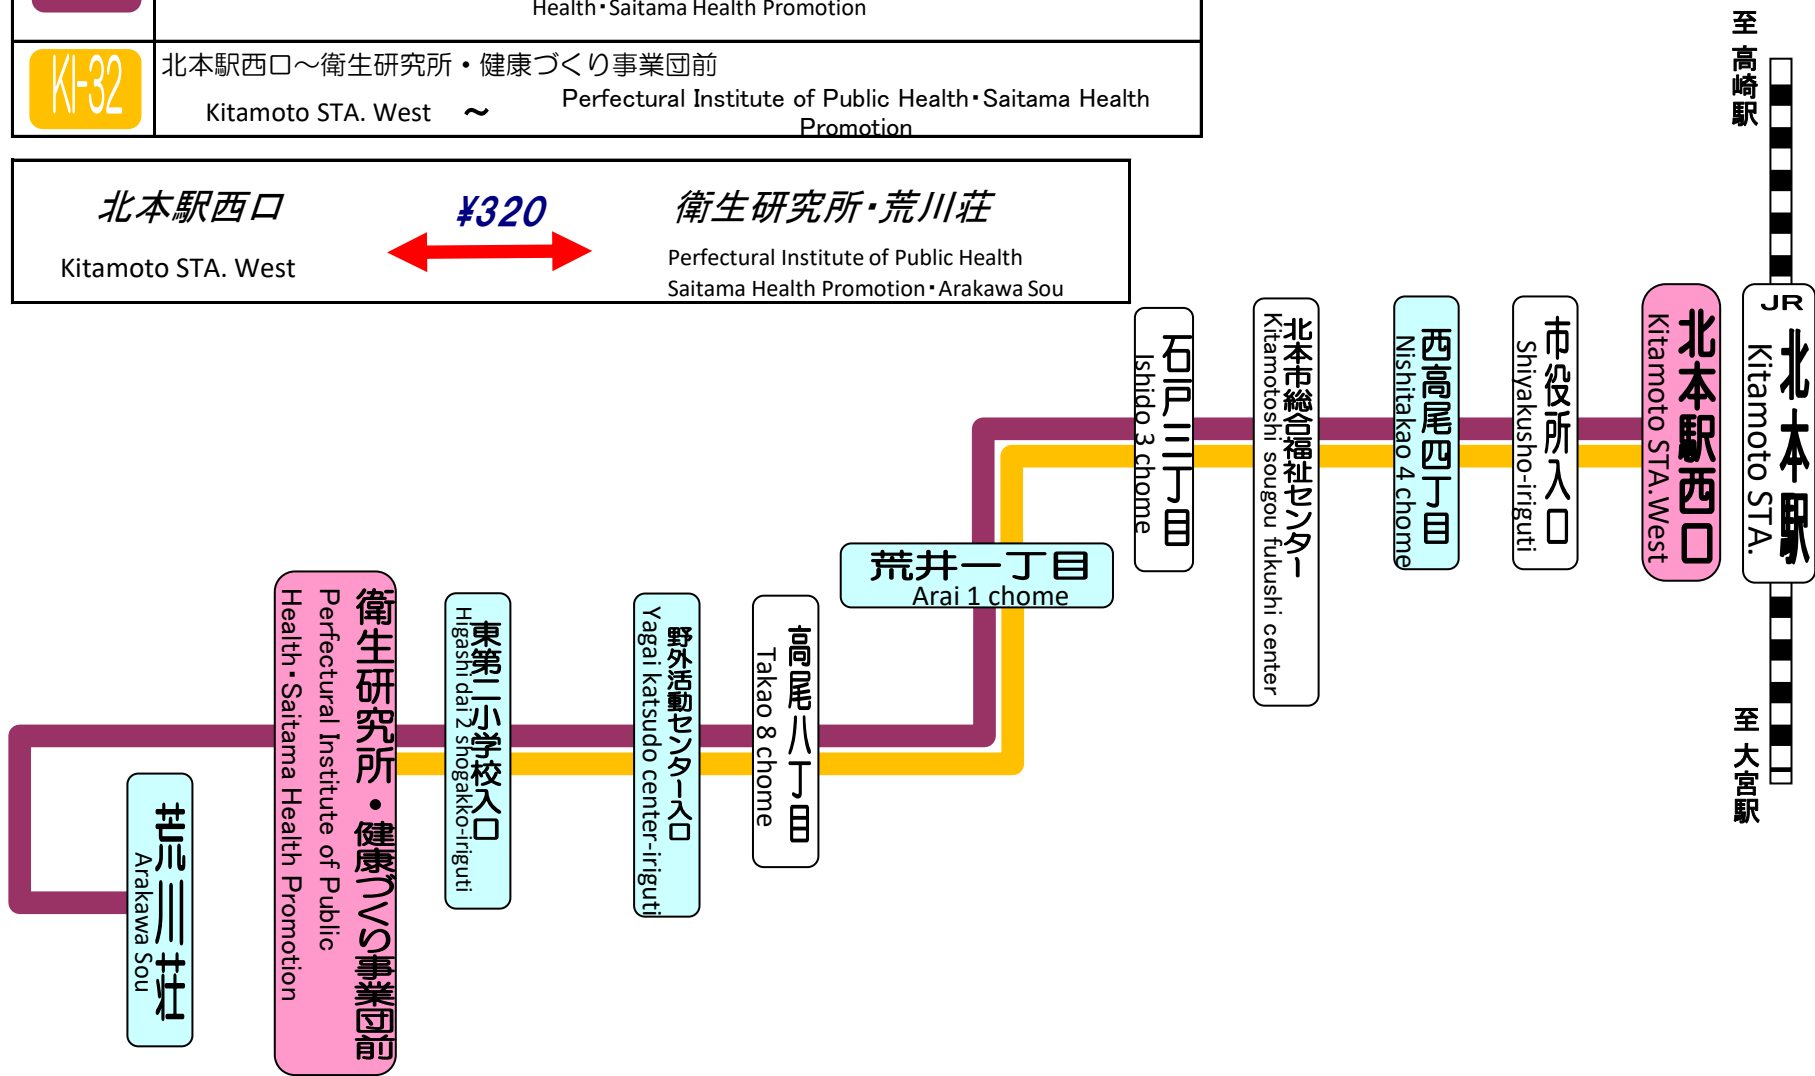 Health･Saitama Health Promotion
KI-32
北本駅西口～衛生研究所・健康づくり事業団前
Kitamoto STA. West ～ Perfectural Institute of Public Health･Saitama Health
Promotion
北本駅西口 ¥320 衛生研究所･荒川荘
Kitamoto STA. West
Perfectural Institute of Public Health
Saitama Health Promotion･Arakawa Sou
至 高崎駅
JR
北本駅
Kitamoto STA.
至 大宮駅
北本駅西口
Kitamoto STA.West
市役所入口
Shiyakusho-iriguti
西高尾四丁目
Nishitakao 4 chome
北本市総合福祉センター
Kitamotoshi sougou fukushi center
石戸三丁目
Ishido 3 chome
荒井一丁目
Arai 1 chome
高尾八丁目
Takao 8 chome
野外活動センター入口
Yagai katsudo center-iriguti
東第二小学校入口
Higashi dai 2 shogakko-iriguti
衛生研究所・健康づくり事業団前
Perfectural Institute of Public
Health･Saitama Health Promotion
荒川荘
Arakawa Sou